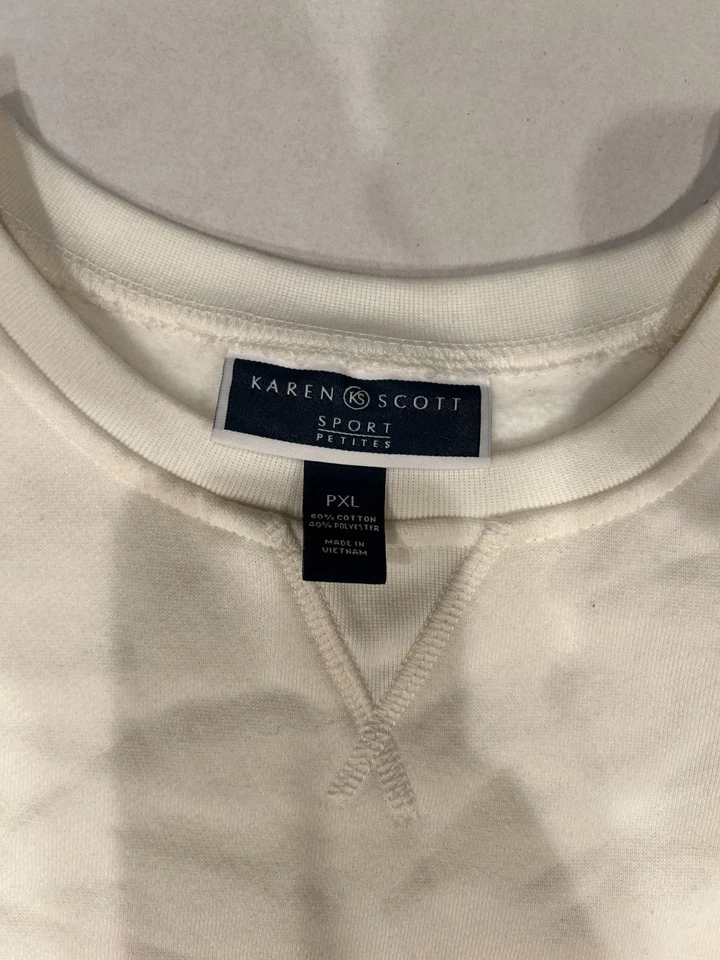 KAREN KS SCOTT
SPORT
PETITES
PXL
60% COTTON
40% POLYESTER
MADE IN
VIETNAM